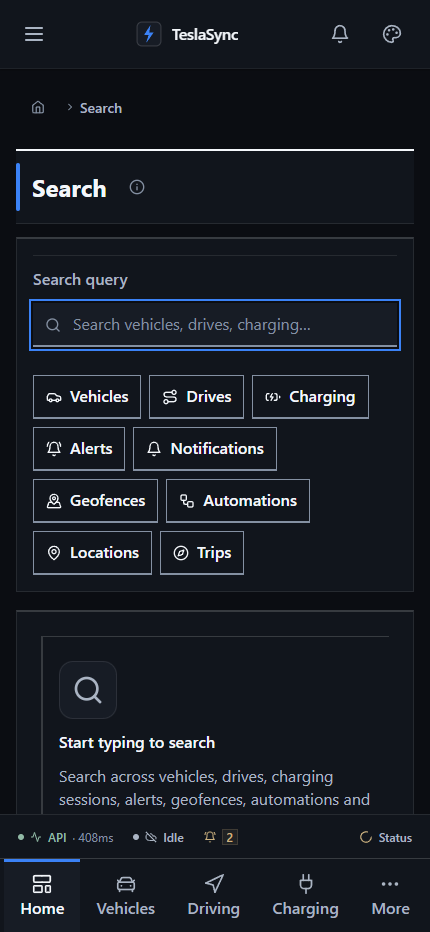 TeslaSync
Search
Search
Search query
Search vehicles, drives, charging...
Vehicles
Drives
Charging
Alerts
Notifications
Geofences
Automations
Locations
Trips
Start typing to search
Search across vehicles, drives, charging
sessions, alerts, geofences, automations and
API · 408ms
Idle
2
Status
Home
Vehicles
Driving
Charging
More